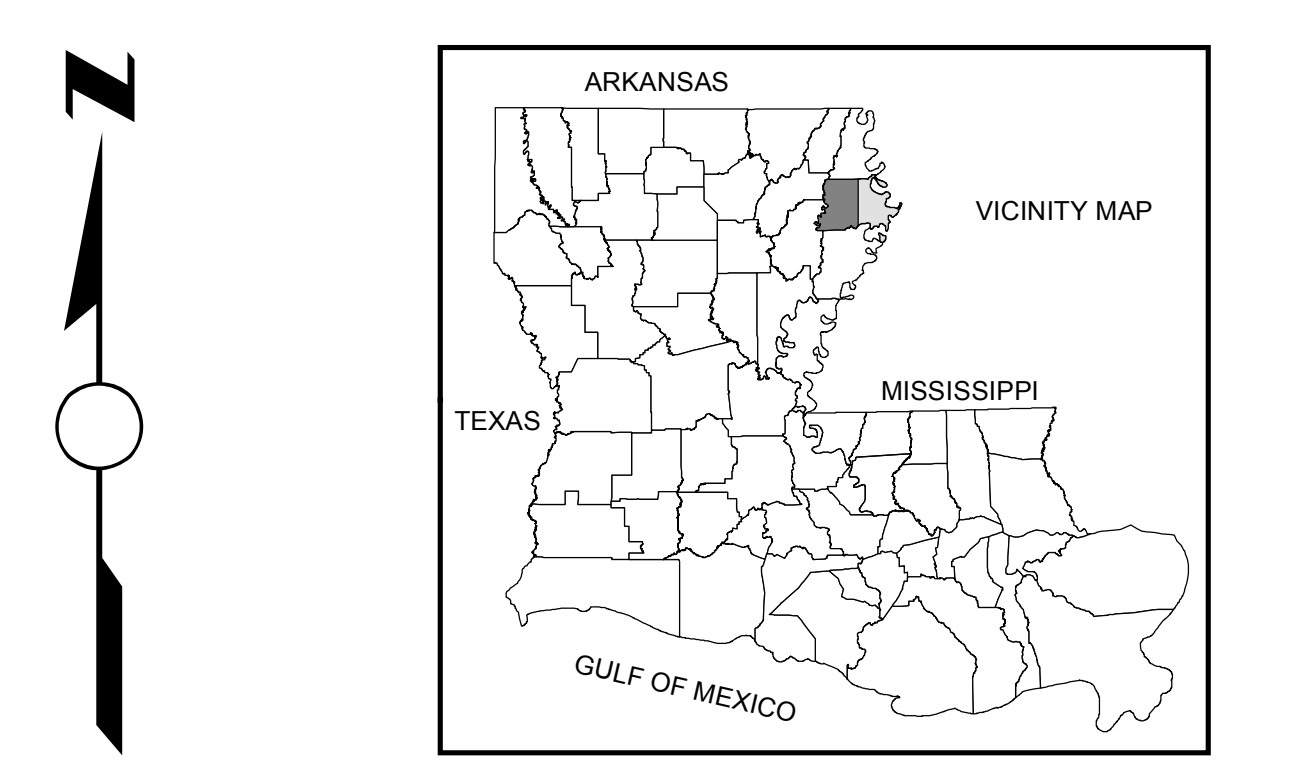 N
ARKANSAS
VICINITY MAP
MISSISSIPPI
TEXAS
GULF OF MEXICO